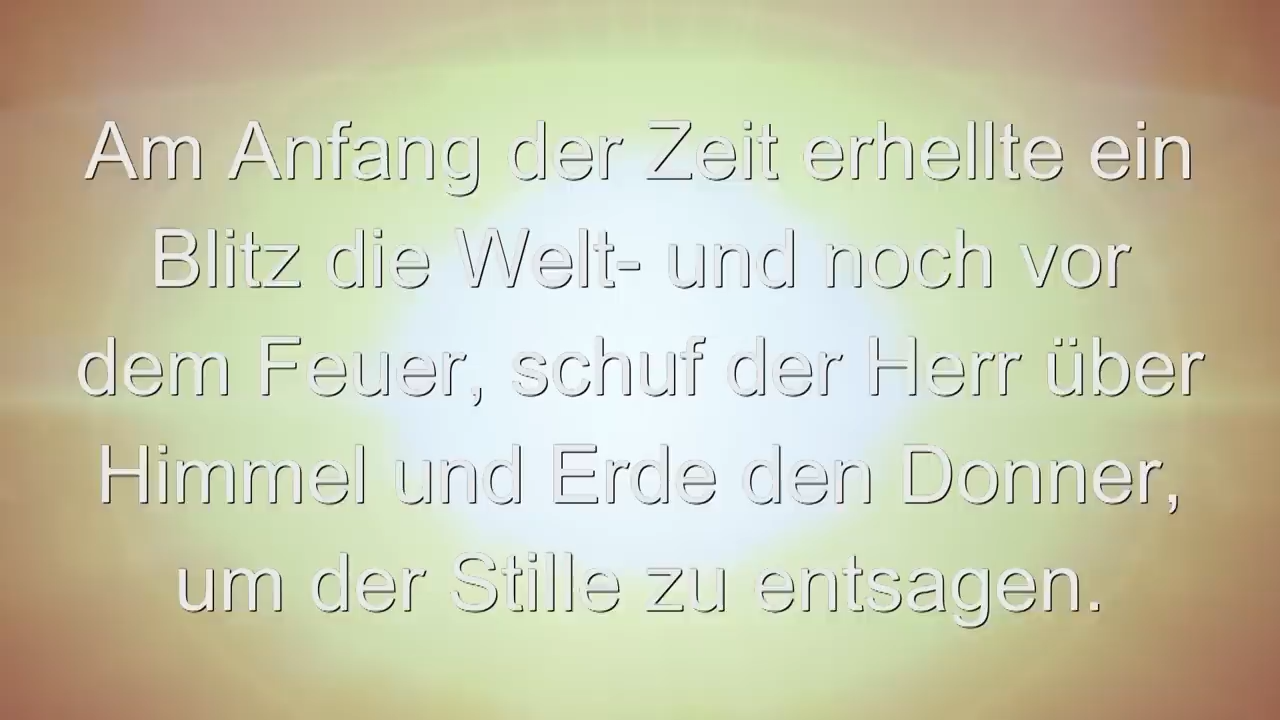 Am Anfang der Zeit erhellte ein
Blitz die Welt- und noch vor
dem Feuer, schuf der Herr über
Himmel und Erde den Donner,
um der Stille zu entsagen.